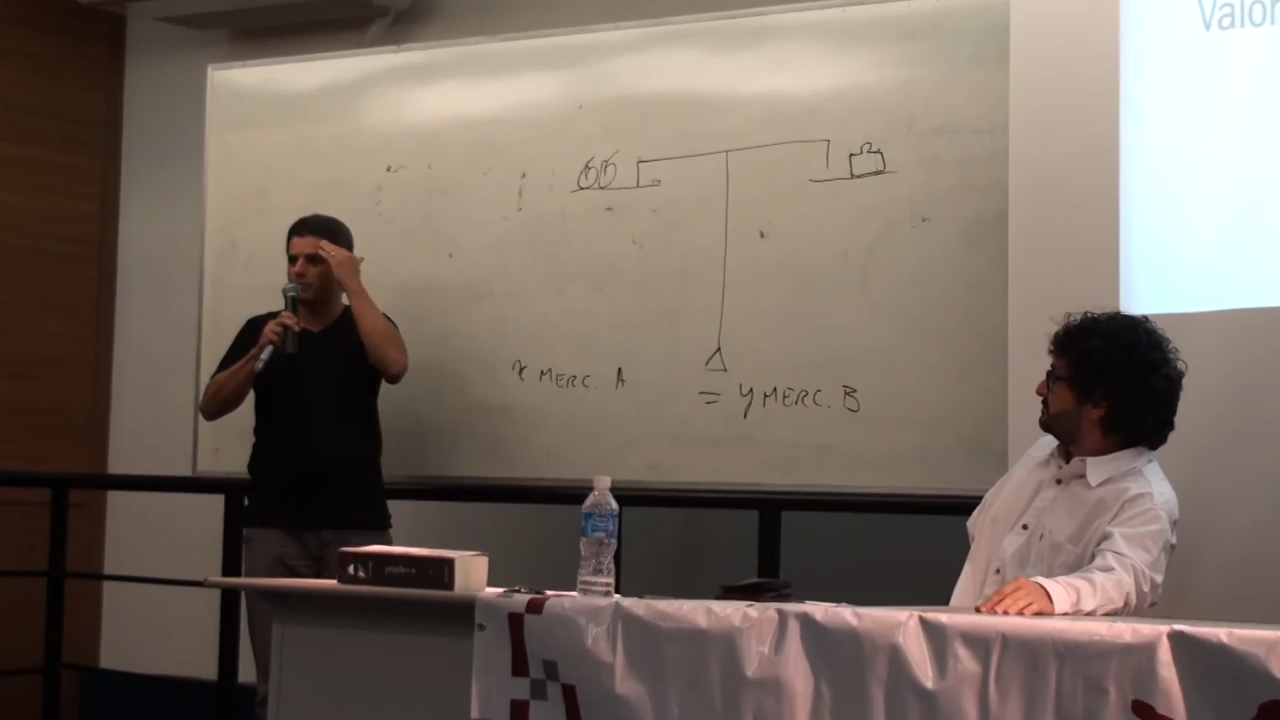 Valor
x MERC. A = y MERC. B